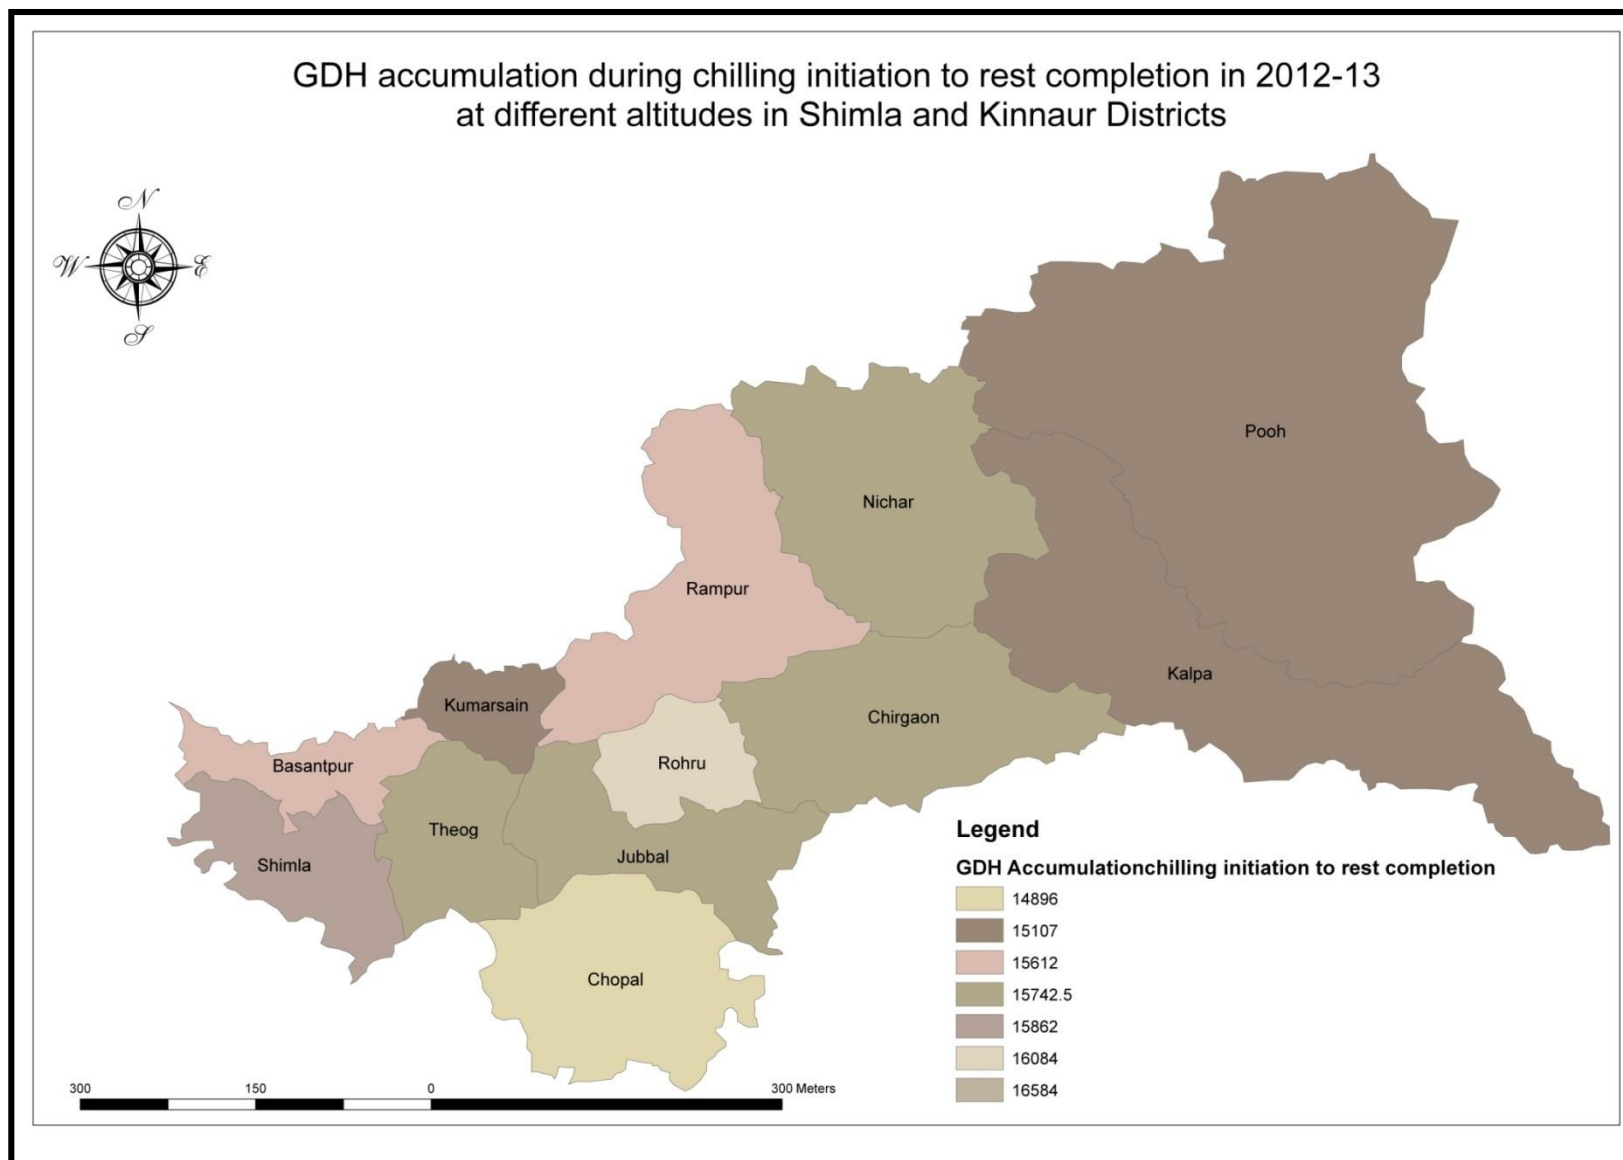 GDH accumulation during chilling initiation to rest completion in 2012-13
at different altitudes in Shimla and Kinnaur Districts
N
W E
S
Pooh
Nichar
Rampur
Kalpa
Kumarsain
Chirgaon
Basantpur
Rohru
Theog
Jubbal
Shimla
Chopal
Legend
GDH Accumulationchilling initiation to rest completion
14896
15107
15612
15742.5
15862
16084
16584
300 150 0 300 Meters